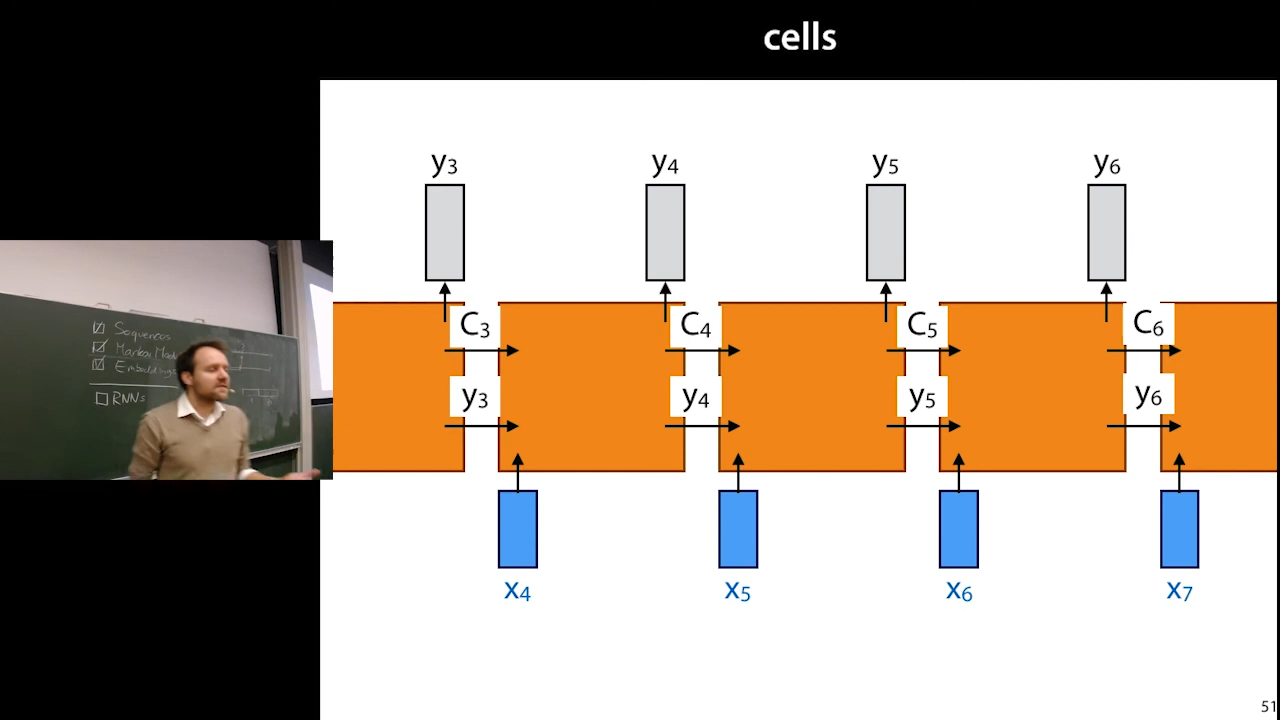 cells
y3 y4 y5 y6
C3 C4 C5 C6
y3 y4 y5 y6
x4 x5 x6 x7
51
Sequences
Markov
Embeddings
RNNs